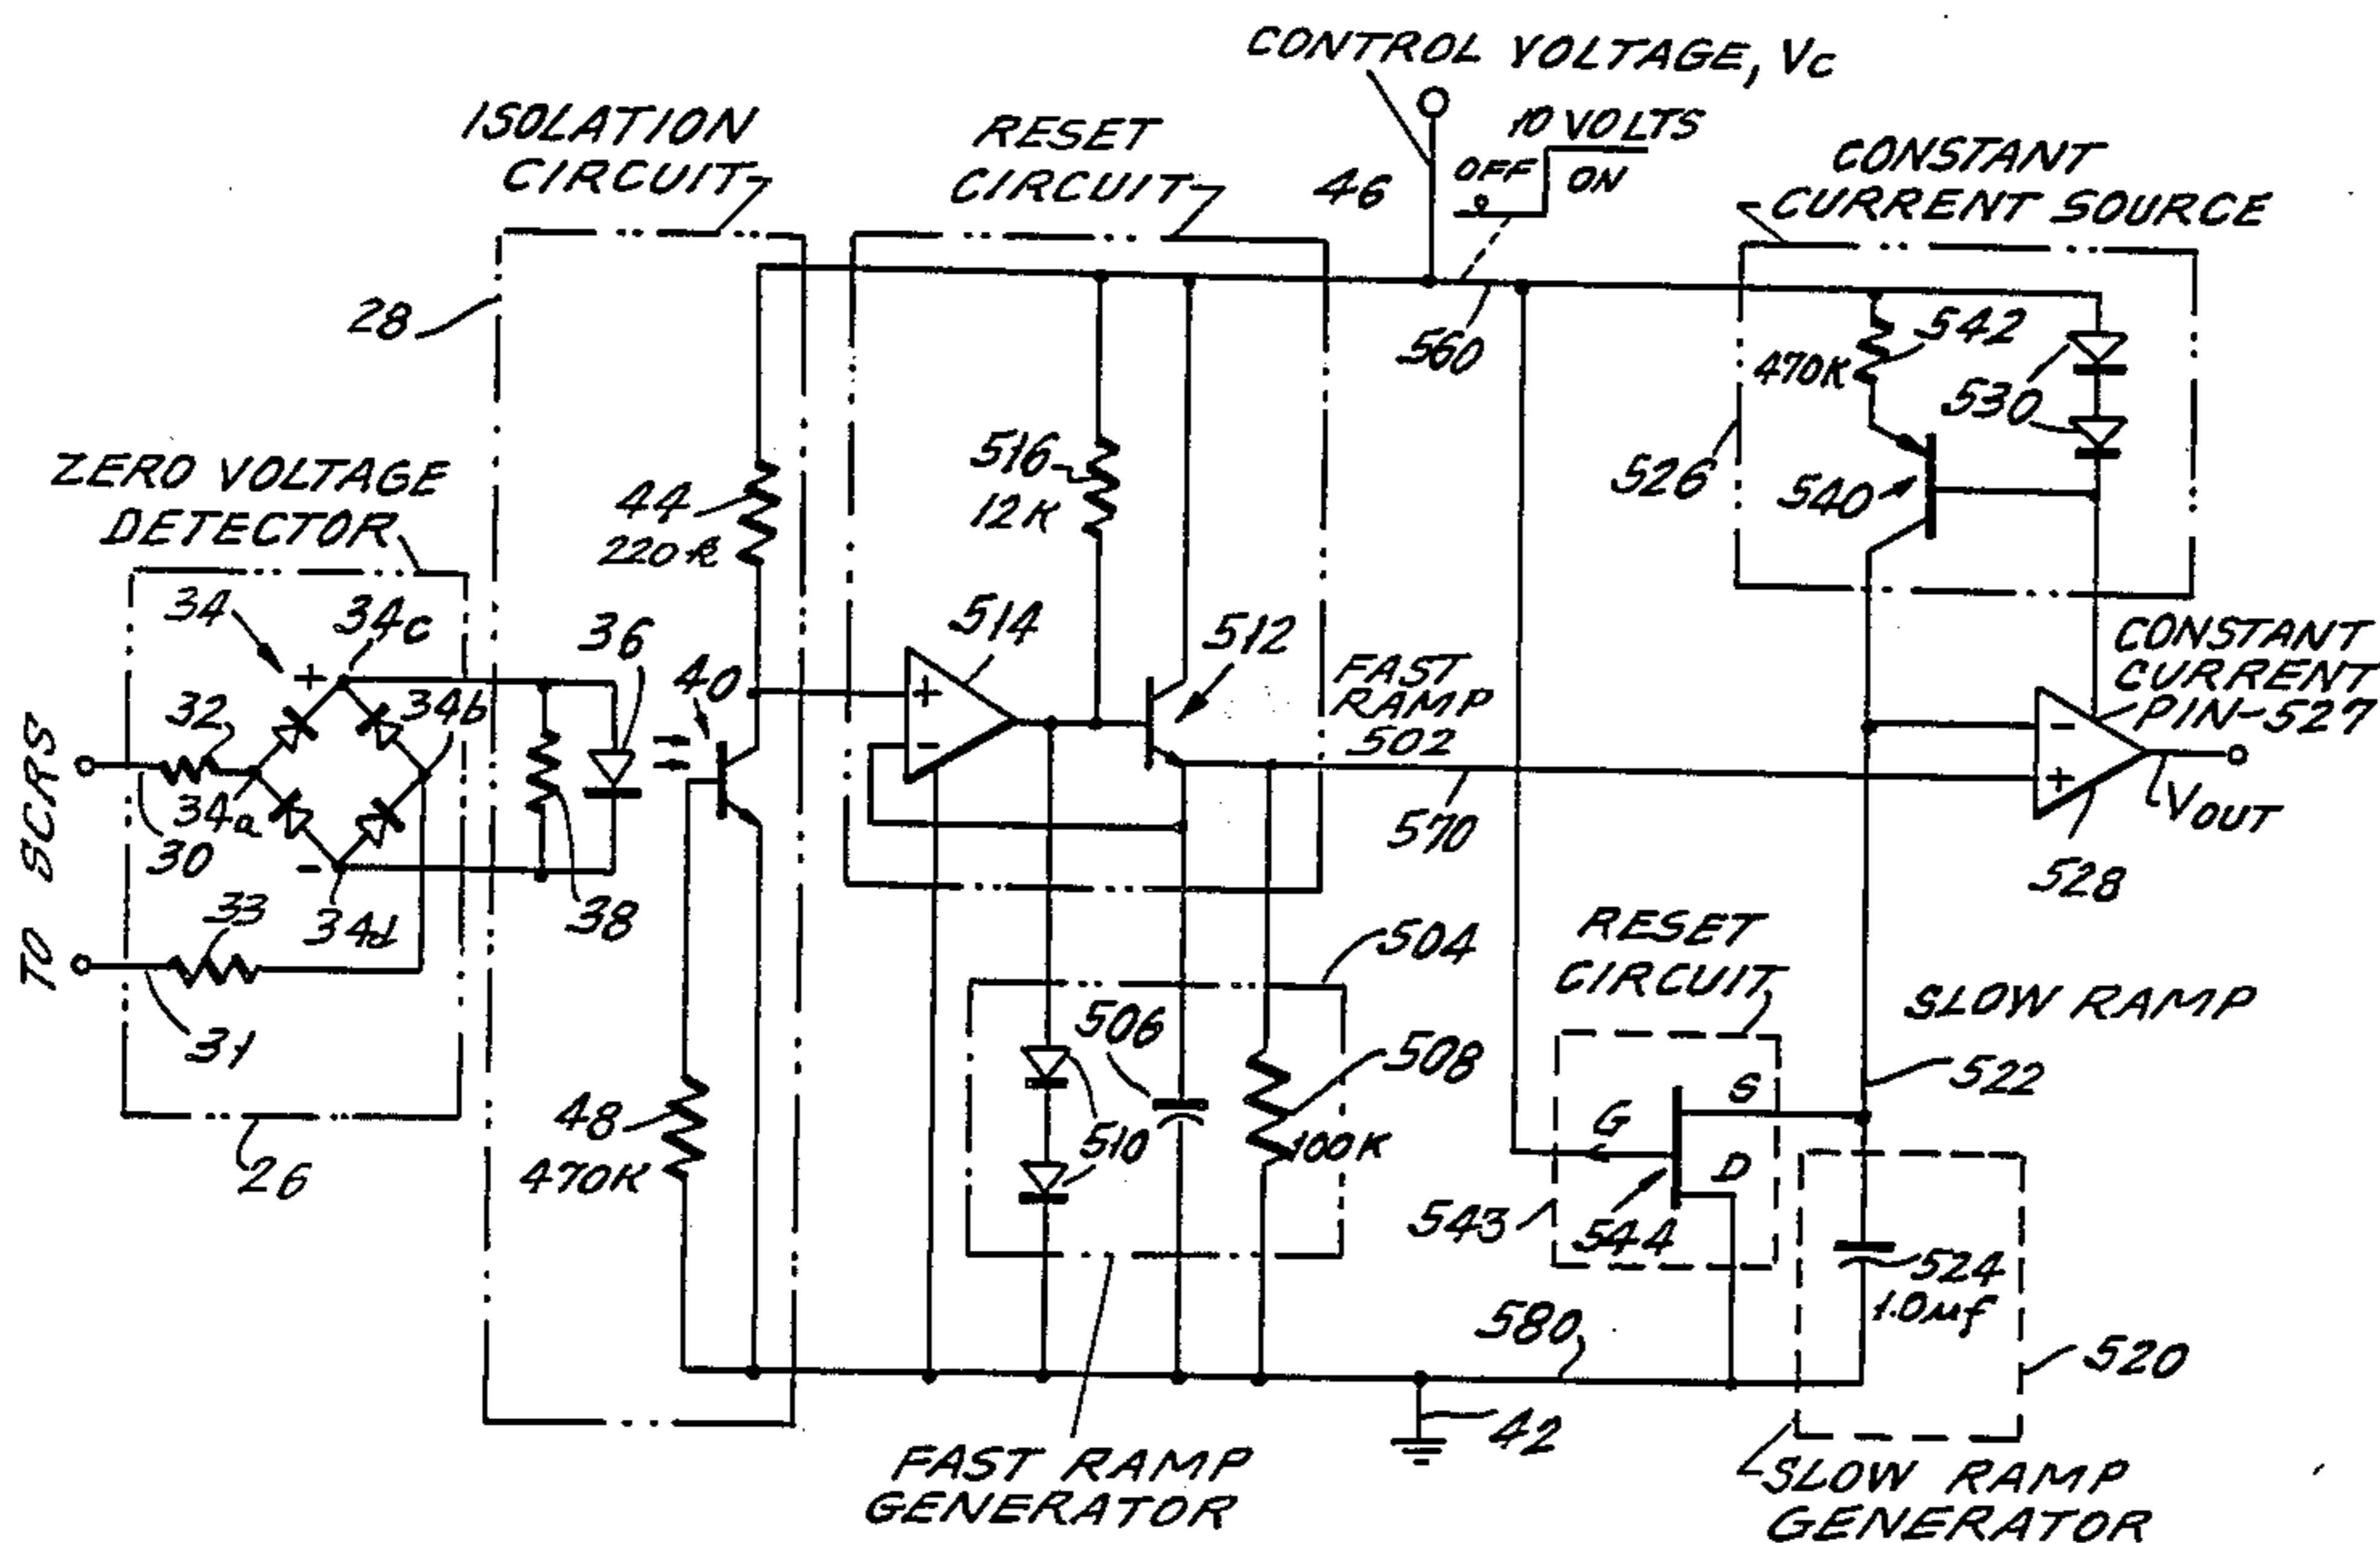 CONTROL VOLTAGE, VC
ISOLATION
CIRCUIT
RESET
CIRCUIT
10 VOLTS
OFF
ON
46
CONSTANT
CURRENT SOURCE
28
560
542
470K
530
526
540
516
12K
44
220K
ZERO VOLTAGE
DETECTOR
34
34c
36
40
514
512
FAST
RAMP
502
CONSTANT
CURRENT
PIN-527
+
32
34b
34a
30
+
-
-
+
VOUT
570
528
TO SCRS
-
33
34d
38
31
504
RESET
CIRCUIT
SLOW RAMP
506
508
522
S
G
D
48
470K
510
100K
543
544
524
1.0µf
26
580
520
42
FAST RAMP
GENERATOR
SLOW RAMP
GENERATOR